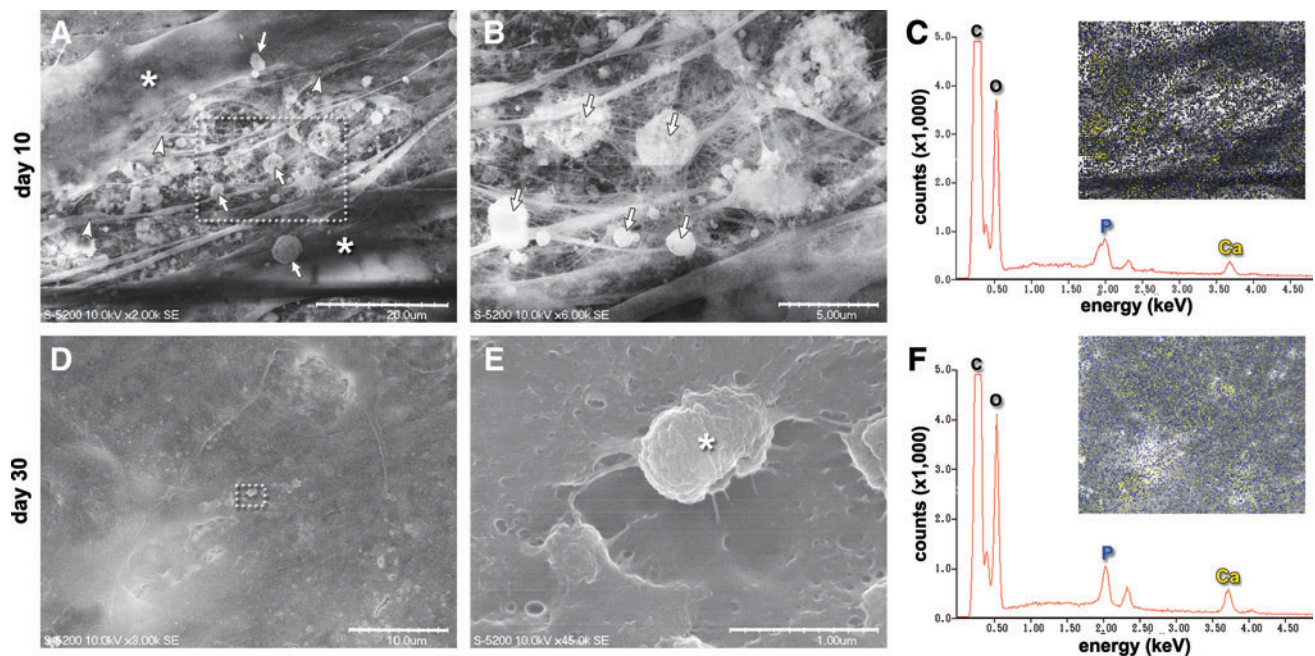 day 10
A
*
*
S-5200 10.0kV x2.00k SE
20.0um
B
S-5200 10.0kV x6.00k SE
5.00um
C
counts (x1,000)
5.0
4.0
3.0
2.0
1.0
0.0
C
O
P
Ca
0.50 1.00 1.50 2.00 2.50 3.00 3.50 4.00 4.50
energy (keV)
day 30
D
S-5200 10.0kV x3.00k SE
10.0um
E
*
S-5200 10.0kV x45.0k SE
1.00um
F
counts (x1,000)
5.0
4.0
3.0
2.0
1.0
0.0
C
O
P
Ca
0.50 1.00 1.50 2.00 2.50 3.00 3.50 4.00 4.50
energy (keV)